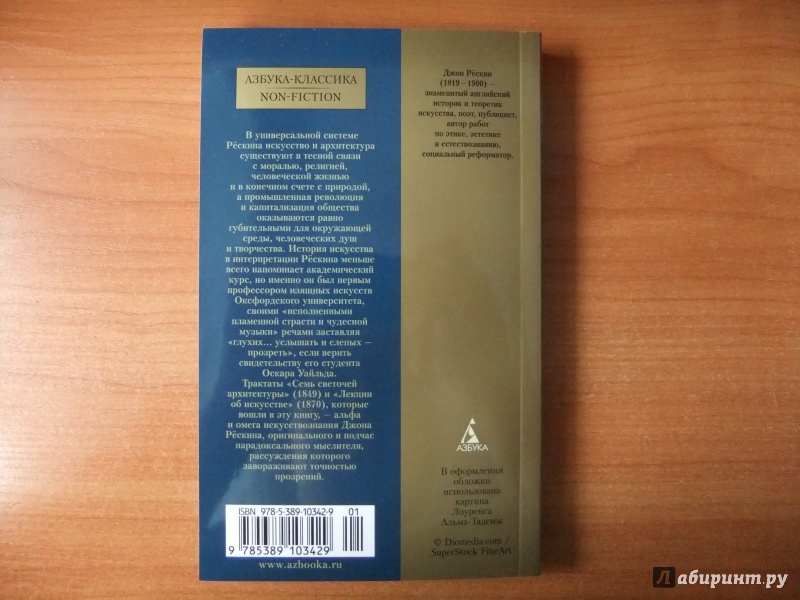 АЗБУКА-КЛАССИКА
NON-FICTION
В универсальной системе
Рёскина искусство и архитектура
существуют в тесной связи
с моралью, религией,
человеческой жизнью
и в конечном счете с природой,
а промышленная революция
и капитализация общества
оказываются равно
губительными для окружающей
среды, человеческих душ
и творчества. История искусства
в интерпретации Рёскина меньше
всего напоминает академический
курс, но именно он был первым
профессором изящных искусств
Оксфордского университета,
своими «исполненными
пламенной страсти и чудесной
музыки» речами заставляя
«глухих... услышать и слепых –
прозреть», если верить
свидетельству его студента
Оскара Уайльда.
Трактаты «Семь светочей
архитектуры» (1849) и «Лекции
об искусстве» (1870), которые
вошли в эту книгу, – альфа
и омега искусствознания Джона
Рёскина, оригинального и подчас
парадоксального мыслителя,
рассуждения которого
завораживают точностью
прозрений.
ISBN 978-5-389-10342-9 01
9 785389 103429
www.azbooka.ru
Джон Рёскин
(1819–1900) –
знаменитый английский
историк и теоретик
искусства, поэт, публицист,
автор работ
по этике, эстетике
и естествознанию,
социальный реформатор.
АЗБУКА
В оформлении
обложки
использована
картина
Лоуренса
Альма-Тадемы
© Diomedia.com /
SuperStock FineArt
Лабиринт.ру